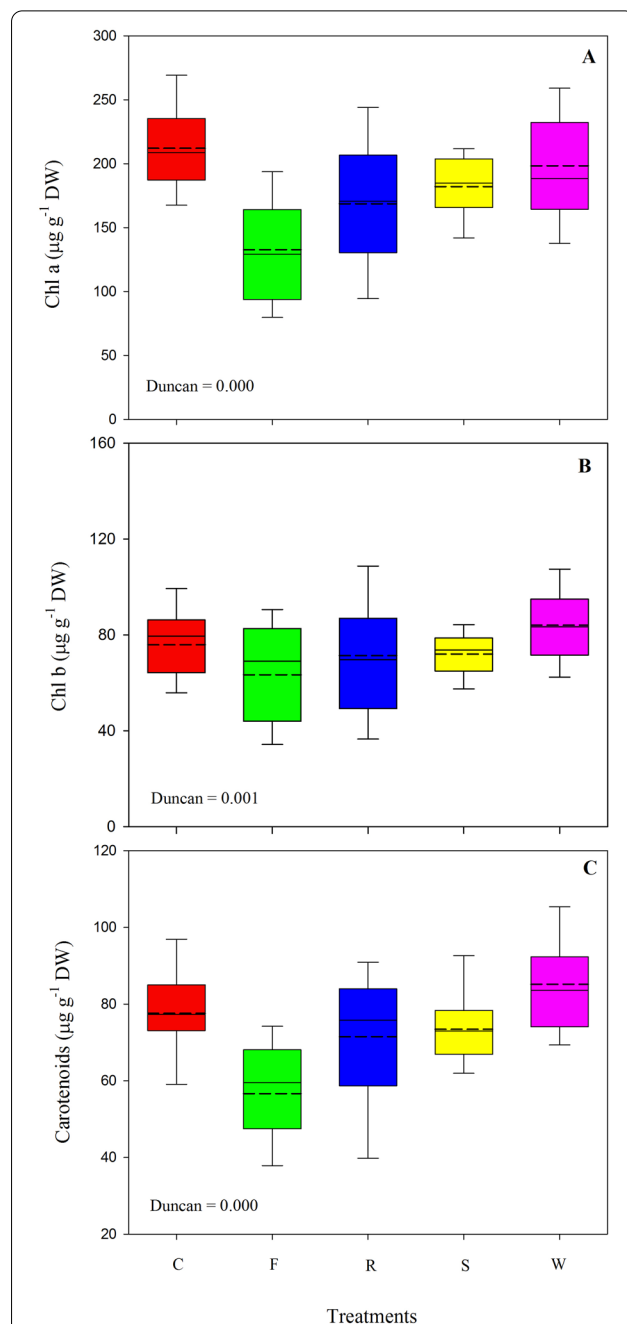 A
300
250
200
150
100
50
0
Chl a (µg g-1 DW)
Duncan = 0.000
B
160
120
80
40
0
Chl b (µg g-1 DW)
Duncan = 0.001
C
120
100
80
60
40
20
Carotenoids (µg g-1 DW)
Duncan = 0.000
C F R S W
Treatments